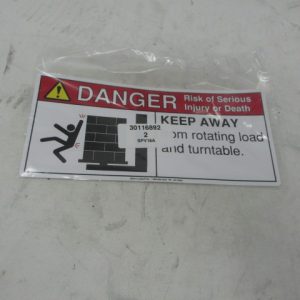 DANGER
Risk of Serious
Injury or Death
KEEP AWAY
om rotating load
and turntable.
30116892
2